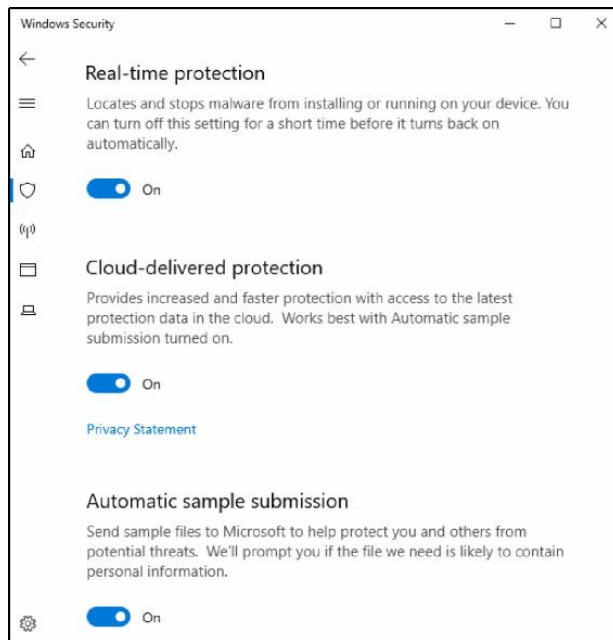 Windows Security
Real-time protection
Locates and stops malware from installing or running on your device. You
can turn off this setting for a short time before it turns back on
automatically.
On
Cloud-delivered protection
Provides increased and faster protection with access to the latest
protection data in the cloud. Works best with Automatic sample
submission turned on.
On
Privacy Statement
Automatic sample submission
Send sample files to Microsoft to help protect you and others from
potential threats. We'll prompt you if the file we need is likely to contain
personal information.
On